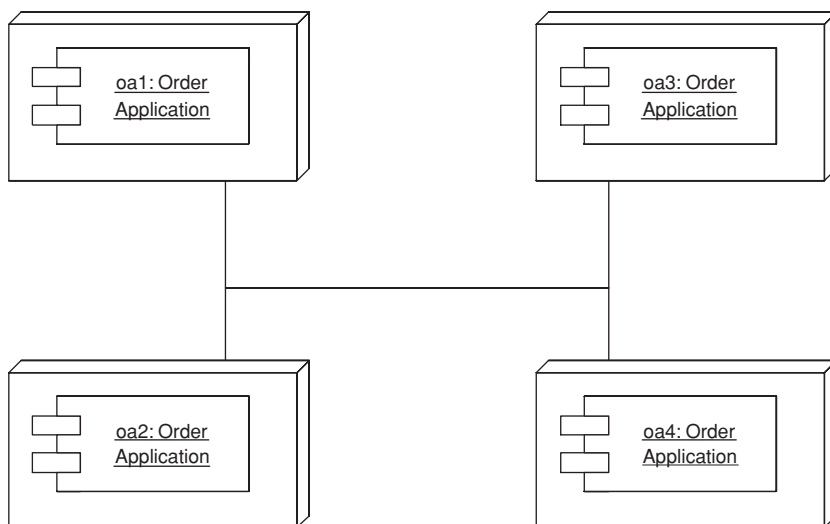 oa1: Order
Application
oa3: Order
Application
oa2: Order
Application
oa4: Order
Application